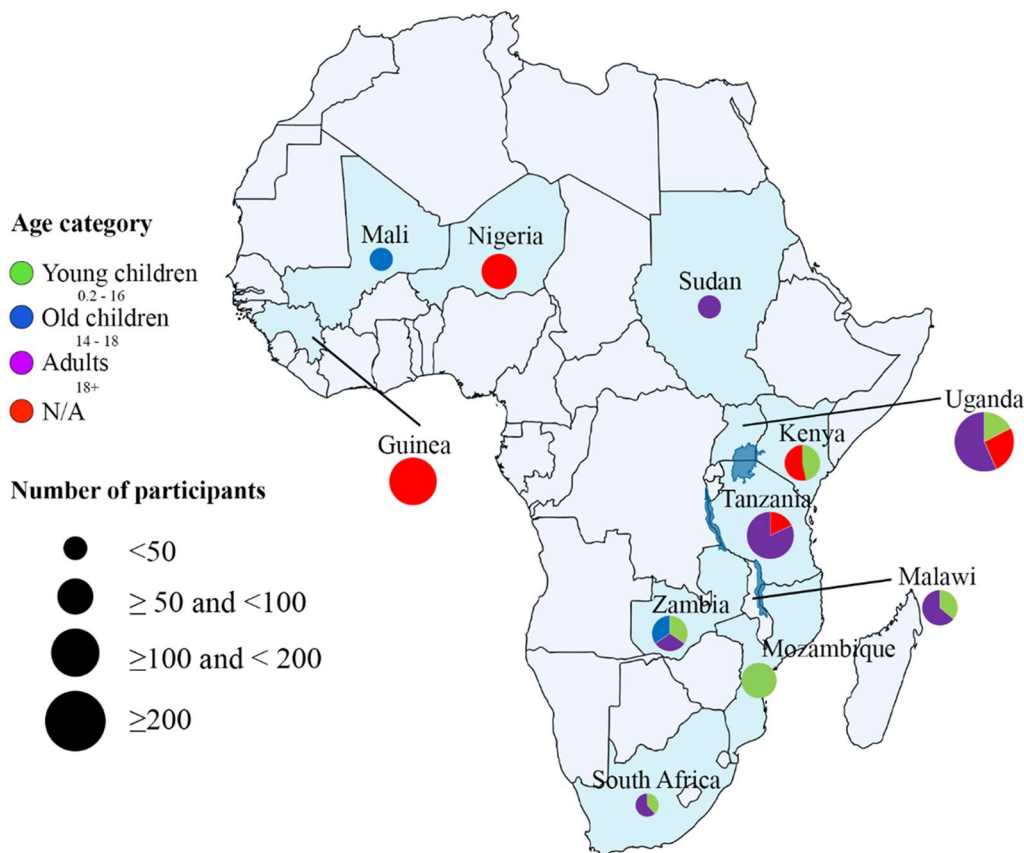 Age category
Young children
0.2 - 16
Old children
14 - 18
Adults
18+
N/A
Number of participants
<50
≥ 50 and <100
≥100 and < 200
≥200
Mali
Nigeria
Sudan
Guinea
Uganda
Kenya
Tanzania
Malawi
Zambia
Mozambique
South Africa